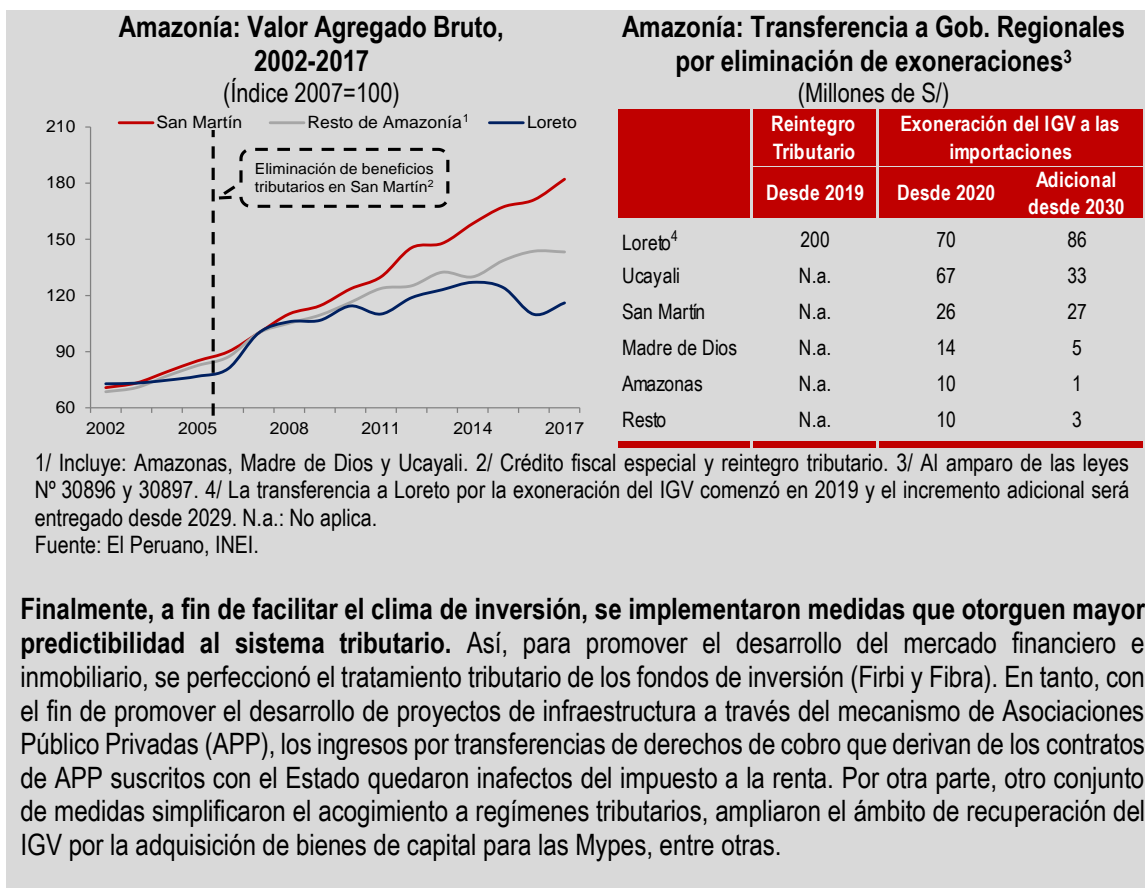 Amazonía: Valor Agregado Bruto,
2002-2017
(Índice 2007=100)
San Martín Resto de Amazonía¹ Loreto
210
180
150
120
90
60
Eliminación de beneficios
tributarios en San Martín²
2002 2005 2008 2011 2014 2017
Amazonía: Transferencia a Gob. Regionales
por eliminación de exoneraciones³
(Millones de S/)
Reintegro Tributario Exoneración del IGV a las importaciones
Desde 2019 Desde 2020 Adicional desde 2030
Loreto⁴ 200 70 86
Ucayali N.a. 67 33
San Martín N.a. 26 27
Madre de Dios N.a. 14 5
Amazonas N.a. 10 1
Resto N.a. 10 3
1/ Incluye: Amazonas, Madre de Dios y Ucayali. 2/ Crédito fiscal especial y reintegro tributario. 3/ Al amparo de las leyes
Nº 30896 y 30897. 4/ La transferencia a Loreto por la exoneración del IGV comenzó en 2019 y el incremento adicional será
entregado desde 2029. N.a.: No aplica.
Fuente: El Peruano, INEI.
Finalmente, a fin de facilitar el clima de inversión, se implementaron medidas que otorguen mayor
predictibilidad al sistema tributario. Así, para promover el desarrollo del mercado financiero e
inmobiliario, se perfeccionó el tratamiento tributario de los fondos de inversión (Firbi y Fibra). En tanto, con
el fin de promover el desarrollo de proyectos de infraestructura a través del mecanismo de Asociaciones
Público Privadas (APP), los ingresos por transferencias de derechos de cobro que derivan de los contratos
de APP suscritos con el Estado quedaron inafectos del impuesto a la renta. Por otra parte, otro conjunto
de medidas simplificaron el acogimiento a regímenes tributarios, ampliaron el ámbito de recuperación del
IGV por la adquisición de bienes de capital para las Mypes, entre otras.